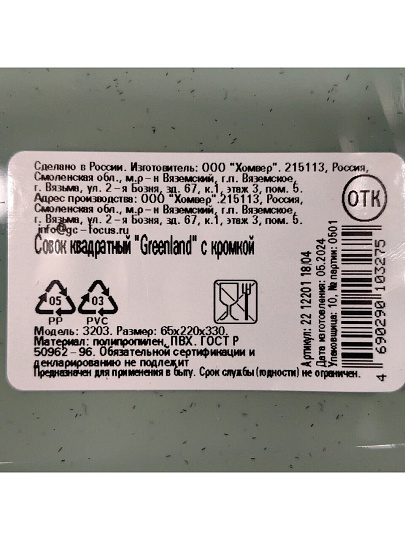 Сделано в России. Изготовитель: ООО "Хомвер". 215113, Россия,
Смоленская обл., м.р-н Вяземский, г.п. Вяземское,
г. Вязьма, ул. 2-я Бозня, зд. 67, к.1, этаж 3, пом. 5.
Адрес производства: ООО "Хомвер".215113, Россия,
Смоленская обл., м.р-н Вяземский, г.п. Вяземское,
г. Вязьма, ул. 2-я Бозня, зд. 67, к.1, этаж 3, пом. 5.
info@gc-focus.ru
Совок квадратный "Greenland" с кромкой
ОТК
05
PP
03
PVC
Модель: 3203. Размер: 65х220х330.
Материал: полипропилен, ПВХ. ГОСТ Р
50962-96. Обязательной сертификации и
декларированию не подлежит
Предназначен для применения в быту. Срок службы (годности) не ограничен.
Артикул: 22 12201 18.04
Дата изготовления: 05.2024
Упаковщица: 10, № партии: 0501
4 690290 103275